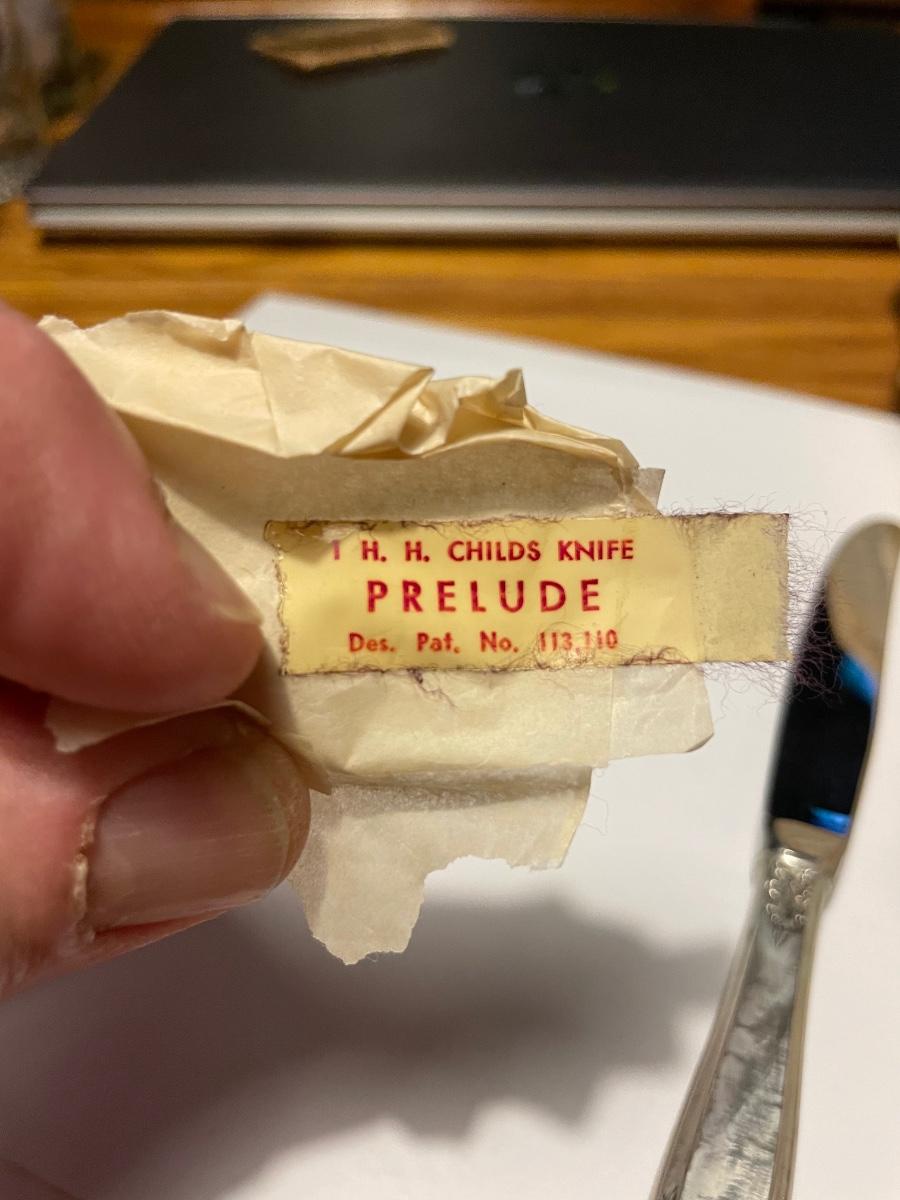 1 H. H. CHILDS KNIFE
PRELUDE
Des. Pat. No. 113,110